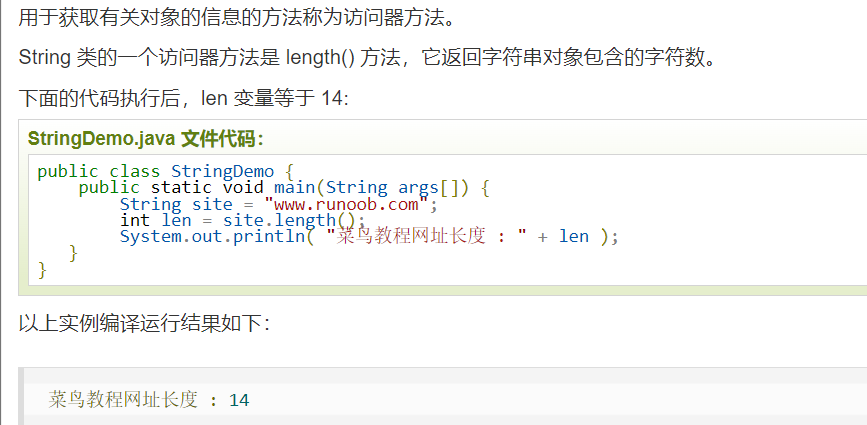 用于获取有关对象的信息的方法称为访问器方法。
String 类的一个访问器方法是 length() 方法，它返回字符串对象包含的字符数。
下面的代码执行后，len 变量等于 14:
StringDemo.java 文件代码：
public class StringDemo {
    public static void main(String args[]) {
        String site = "www.runoob.com";
        int len = site.length();
        System.out.println( "菜鸟教程网址长度 : " + len );
   }
}
以上实例编译运行结果如下：
菜鸟教程网址长度 : 14